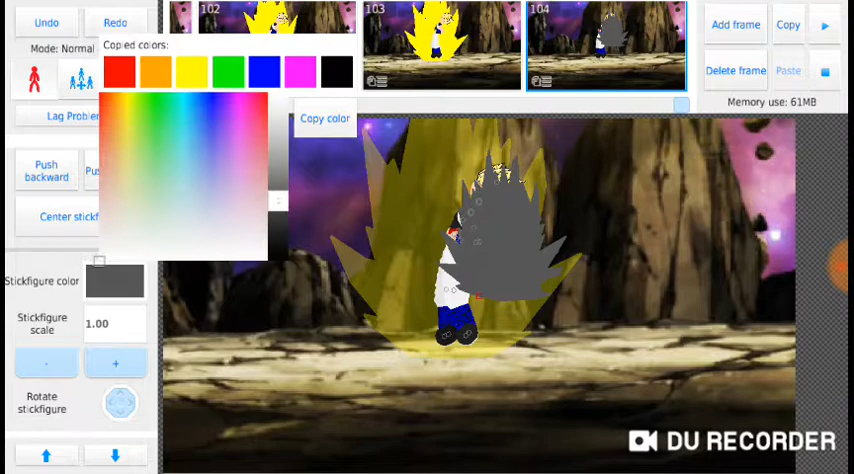 Undo
Redo
102
103
104
Add frame
Copy
Mode: Normal
Copied colors:
Delete frame
Paste
Memory use: 61MB
Lag Probler
Copy color
Push
backward
Center stickf
Stickfigure color
Stickfigure
scale
1.00
-
+
Rotate
stickfigure
DU RECORDER